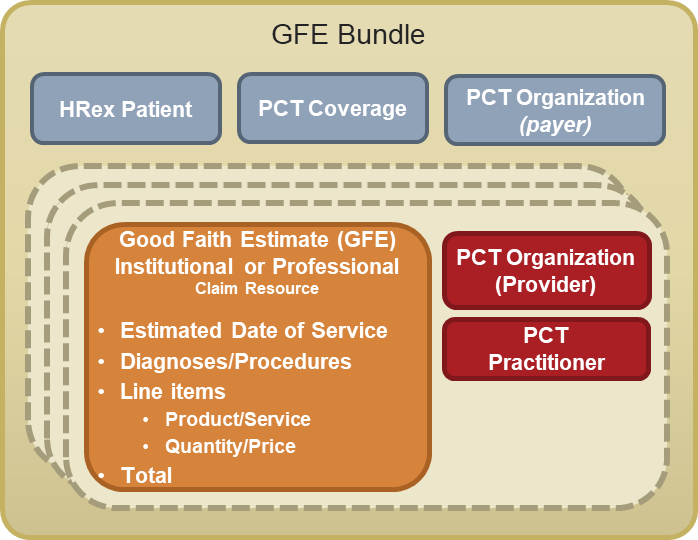 GFE Bundle
HRex Patient
PCT Coverage
PCT Organization
(payer)
Good Faith Estimate (GFE)
Institutional or Professional
Claim Resource
• Estimated Date of Service
• Diagnoses/Procedures
• Line items
• Product/Service
• Quantity/Price
• Total
PCT Organization
(Provider)
PCT
Practitioner